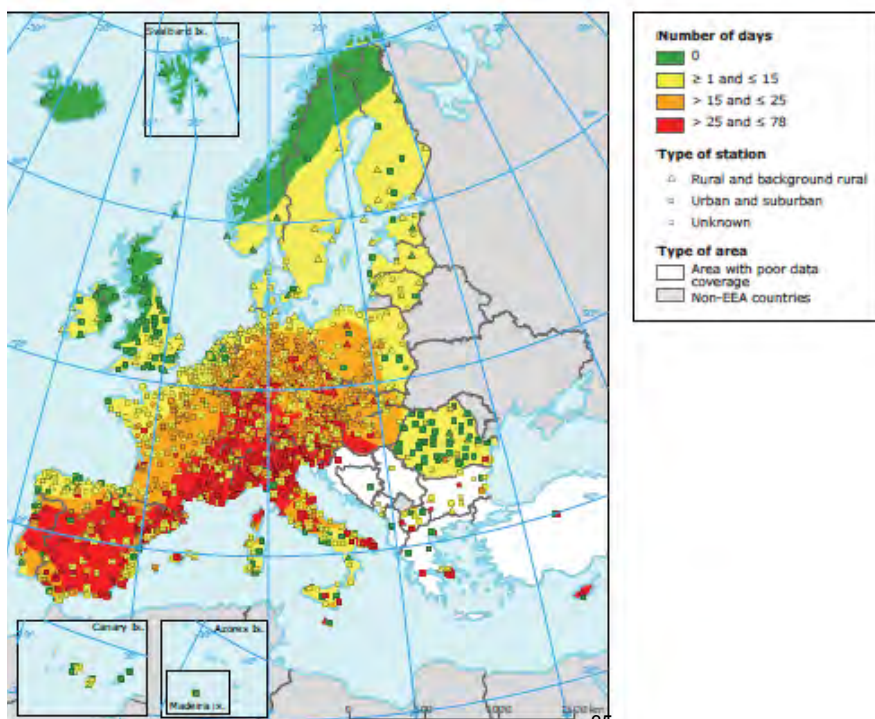 Svalbard Is.
Canary Is.
Azores Is.
Madeira Is.
0
500
Number of days
0
≥ 1 and ≤ 15
> 15 and ≤ 25
> 25 and ≤ 78
Type of station
Rural and background rural
Urban and suburban
Unknown
Type of area
Area with poor data
coverage
Non-EEA countries